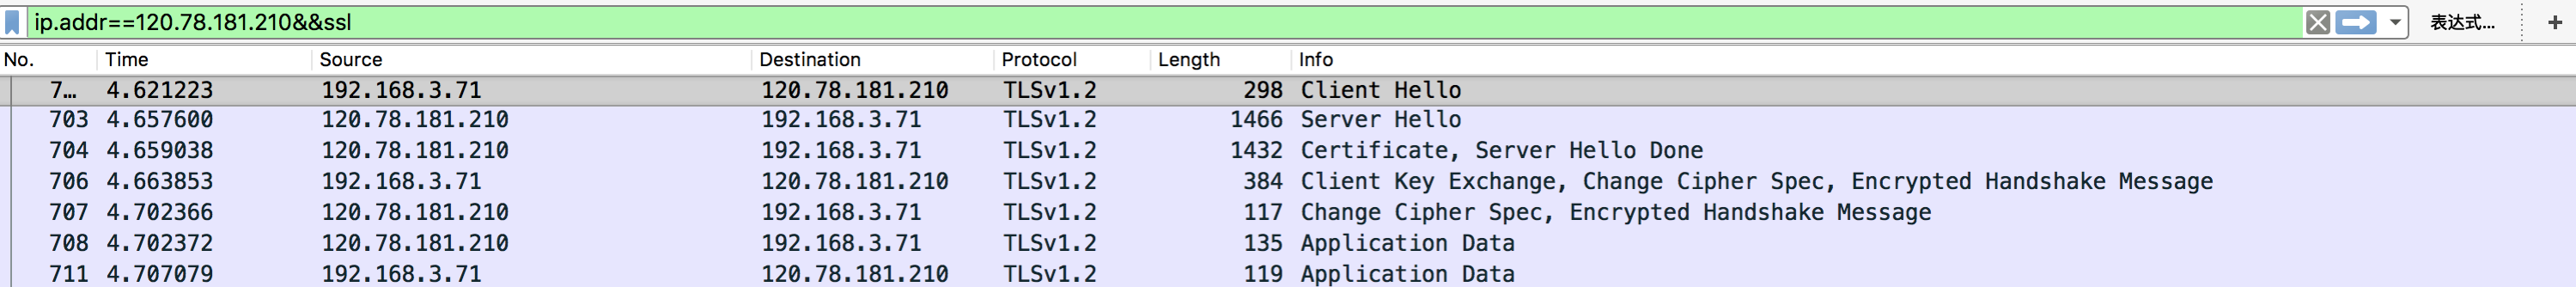 ip.addr==120.78.181.210&&ssl 表达式… +
No. Time Source Destination Protocol Length Info
7… 4.621223 192.168.3.71 120.78.181.210 TLSv1.2 298 Client Hello
703 4.657600 120.78.181.210 192.168.3.71 TLSv1.2 1466 Server Hello
704 4.659038 120.78.181.210 192.168.3.71 TLSv1.2 1432 Certificate, Server Hello Done
706 4.663853 192.168.3.71 120.78.181.210 TLSv1.2 384 Client Key Exchange, Change Cipher Spec, Encrypted Handshake Message
707 4.702366 120.78.181.210 192.168.3.71 TLSv1.2 117 Change Cipher Spec, Encrypted Handshake Message
708 4.702372 120.78.181.210 192.168.3.71 TLSv1.2 135 Application Data
711 4.707079 192.168.3.71 120.78.181.210 TLSv1.2 119 Application Data